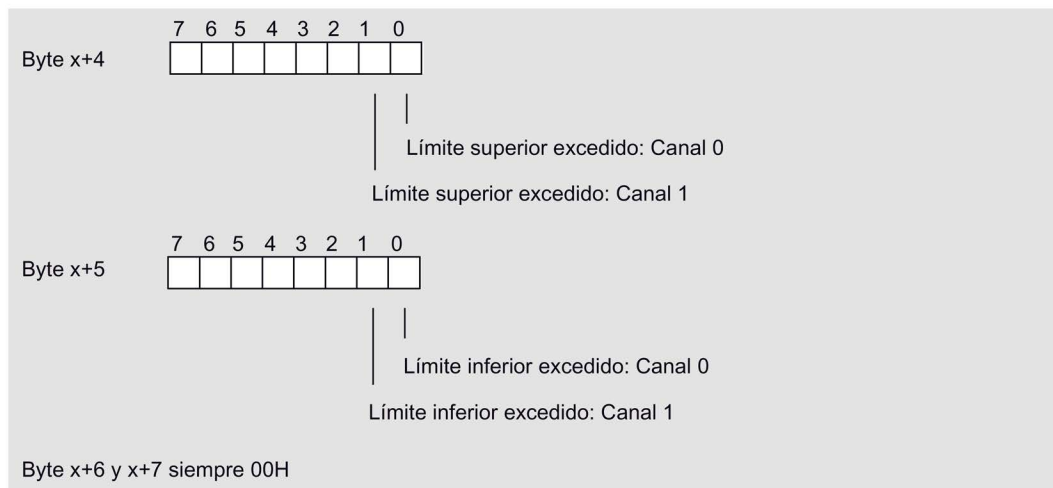 7 6 5 4 3 2 1 0
Byte x+4
Límite superior excedido: Canal 0
Límite superior excedido: Canal 1
7 6 5 4 3 2 1 0
Byte x+5
Límite inferior excedido: Canal 0
Límite inferior excedido: Canal 1
Byte x+6 y x+7 siempre 00H